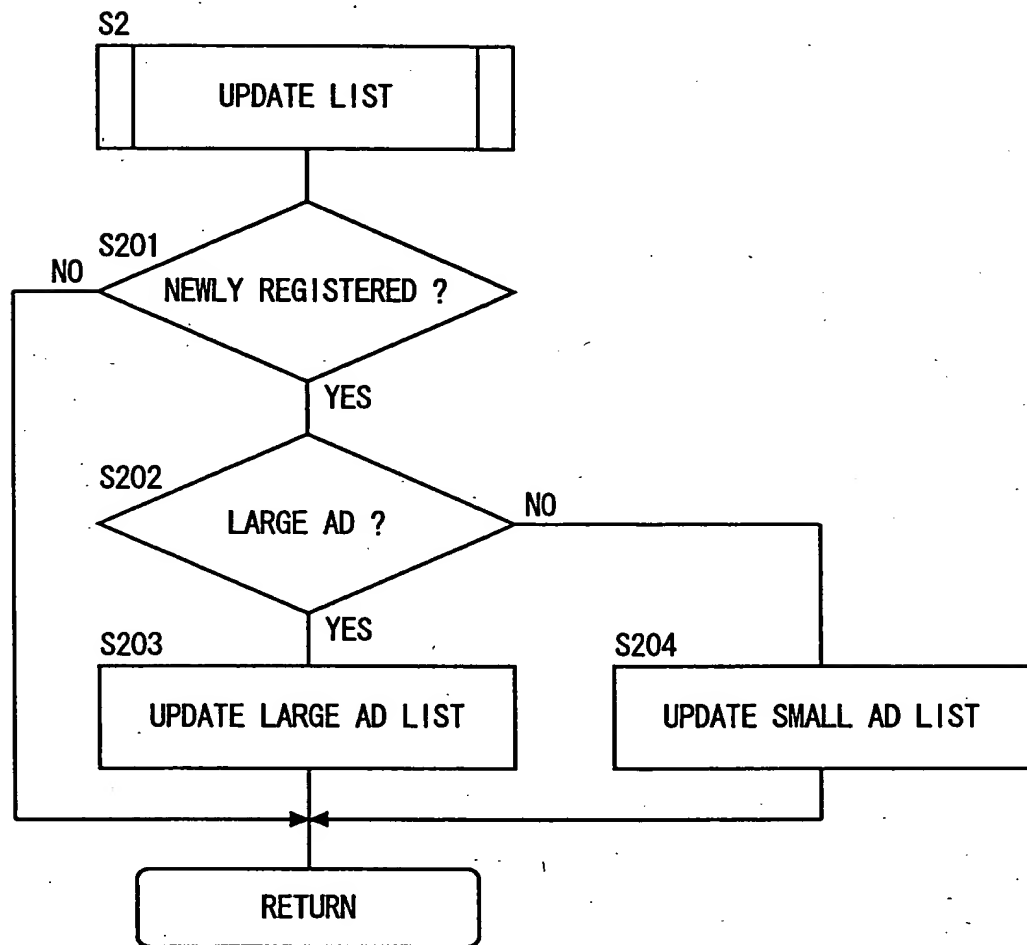 S2
UPDATE LIST
S201
NO
NEWLY REGISTERED ?
YES
S202
NO
LARGE AD ?
YES
S203
S204
UPDATE LARGE AD LIST
UPDATE SMALL AD LIST
RETURN